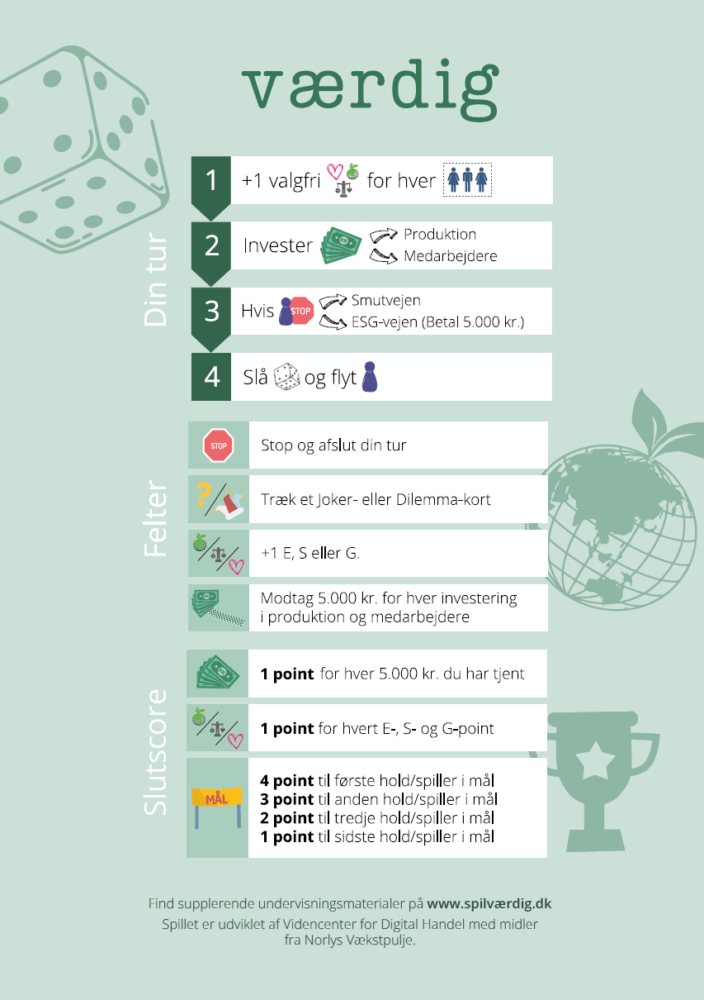 værdig
Din tur
1
+1 valgfri for hver
2
Invester
Produktion
Medarbejdere
3
Hvis
STOP
Smutvejen
ESG-vejen (Betal 5.000 kr.)
4
Slå og flyt
Felter
STOP
Stop og afslut din tur
?
Træk et Joker- eller Dilemma-kort
+1 E, S eller G.
Modtag 5.000 kr. for hver investering
i produktion og medarbejdere
Slutscore
1 point for hver 5.000 kr. du har tjent
1 point for hvert E-, S- og G-point
MÅL
4 point til første hold/spiller i mål
3 point til anden hold/spiller i mål
2 point til tredje hold/spiller i mål
1 point til sidste hold/spiller i mål
Find supplerende undervisningsmaterialer på www.spilværdig.dk
Spillet er udviklet af Videncenter for Digital Handel med midler
fra Norlys Vækstpulje.